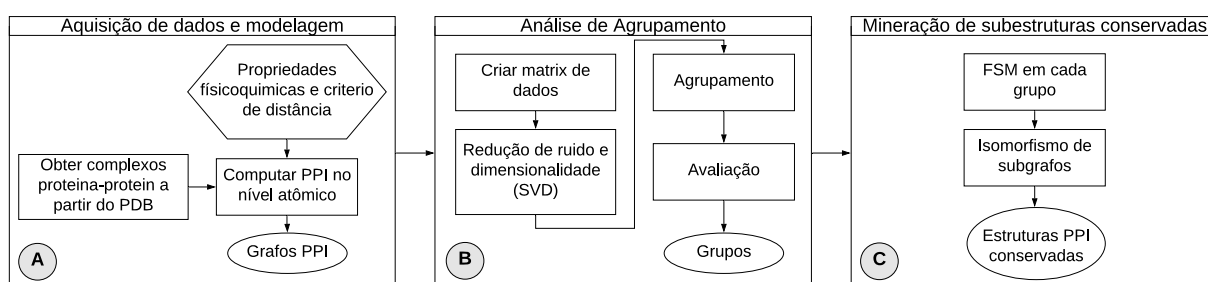 Aquisição de dados e modelagem
Propriedades
físicoquimicas e criterio
de distância
Obter complexos
proteina-protein a
partir do PDB
Computar PPI no
nível atômico
Grafos PPI
A
Análise de Agrupamento
Criar matrix de
dados
Redução de ruido e
dimensionalidade
(SVD)
Agrupamento
Avaliação
Grupos
B
Mineração de subestruturas conservadas
FSM em cada
grupo
Isomorfismo de
subgrafos
Estruturas PPI
conservadas
C